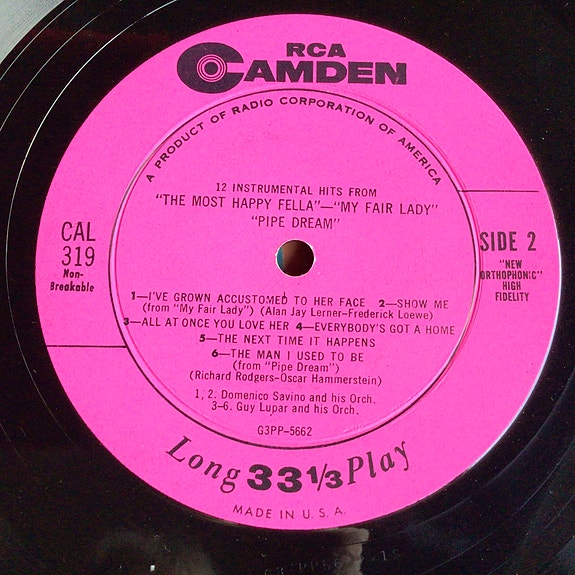 RCA
CAMDEN
A PRODUCT OF RADIO CORPORATION OF AMERICA
12 INSTRUMENTAL HITS FROM
"THE MOST HAPPY FELLA"—"MY FAIR LADY"
"PIPE DREAM"
CAL
319
Non-
Breakable
SIDE 2
"NEW
ORTHOPHONIC"
HIGH
FIDELITY
1—I'VE GROWN ACCUSTOMED TO HER FACE 2—SHOW ME
(from "My Fair Lady") (Alan Jay Lerner-Frederick Loewe)
3—ALL AT ONCE YOU LOVE HER 4—EVERYBODY'S GOT A HOME
5—THE NEXT TIME IT HAPPENS
6—THE MAN I USED TO BE
(from "Pipe Dream")
(Richard Rodgers-Oscar Hammerstein)
1, 2. Domenico Savino and his Orch.
3-6. Guy Lupar and his Orch.
G3PP-5662
Long 33 1/3 Play
MADE IN U. S. A.